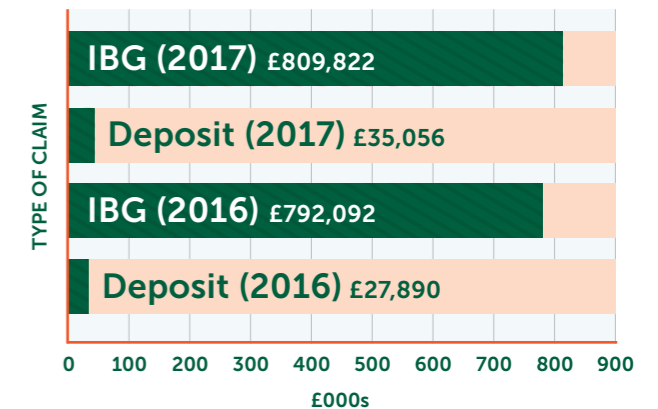 TYPE OF CLAIM
IBG (2017) £809,822
Deposit (2017) £35,056
IBG (2016) £792,092
Deposit (2016) £27,890
0 100 200 300 400 500 600 700 800 900
£000s